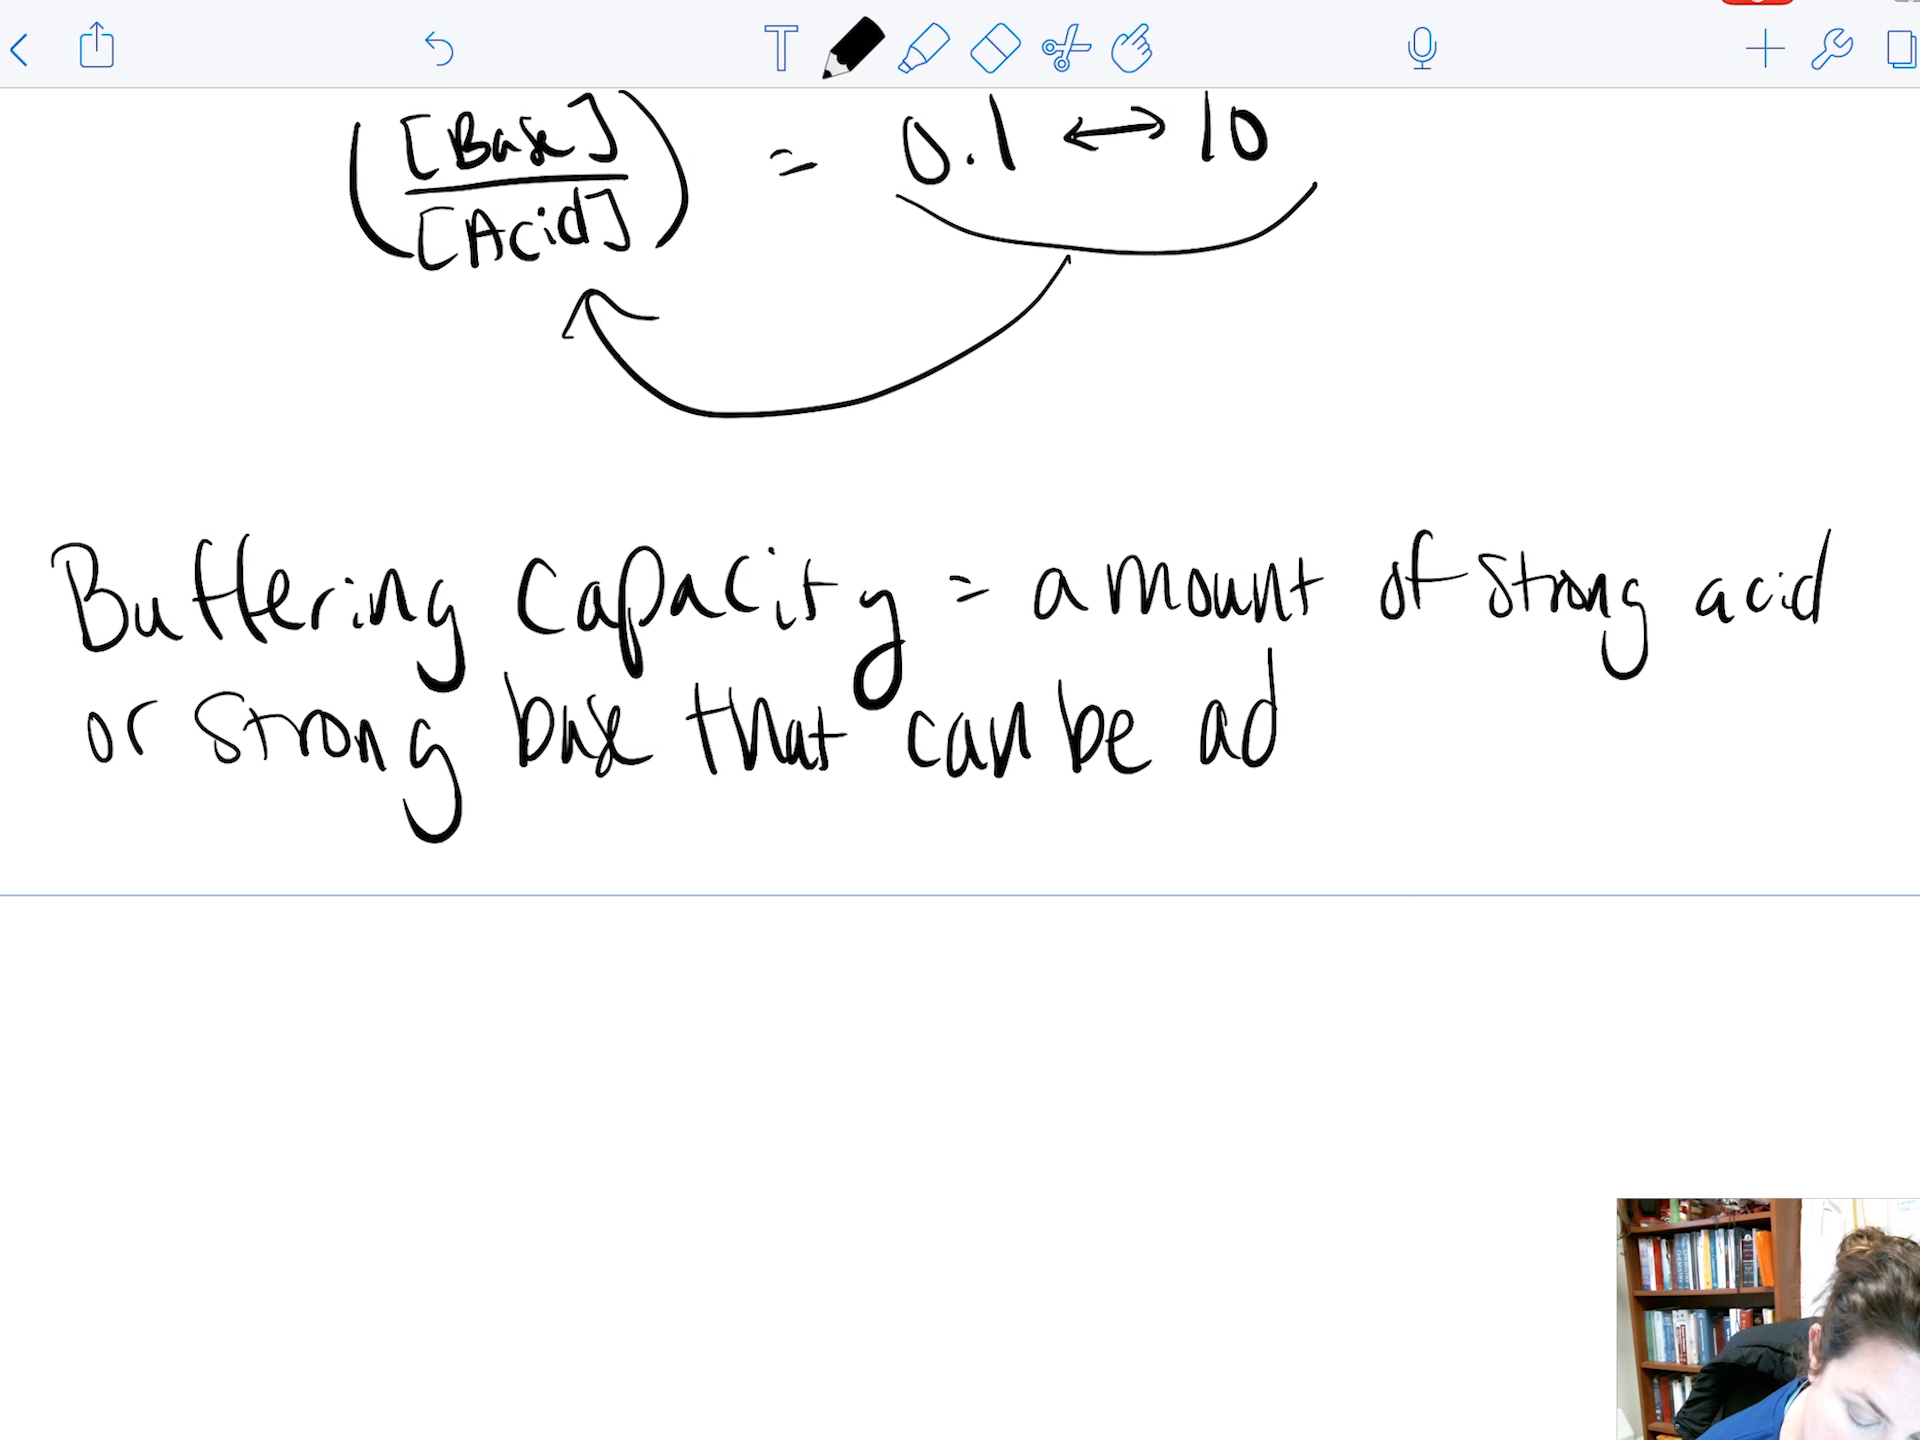 ([Base]
[Acid]) = 0.1 ↔ 10
Buffering capacity = amount of strong acid
or strong base that can be ad